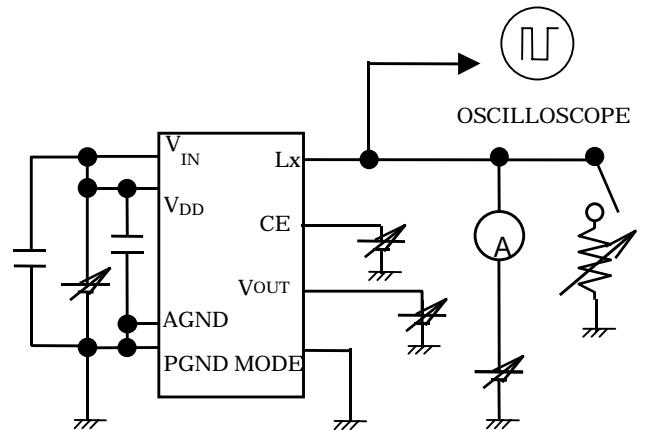 OSCILLOSCOPE
VIN
Lx
VDD
CE
A
VOUT
AGND
PGND MODE